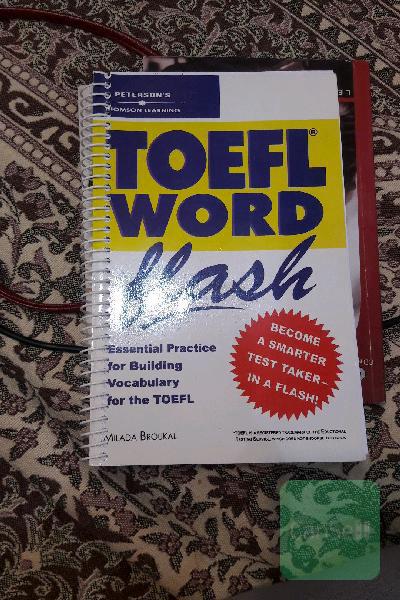 PETERSON'S
THOMSON LEARNING
TOEFL®
WORD
flash
Essential Practice
for Building
Vocabulary
for the TOEFL
BECOME
A SMARTER
TEST TAKER–
IN A FLASH!
MILADA BROUKAL